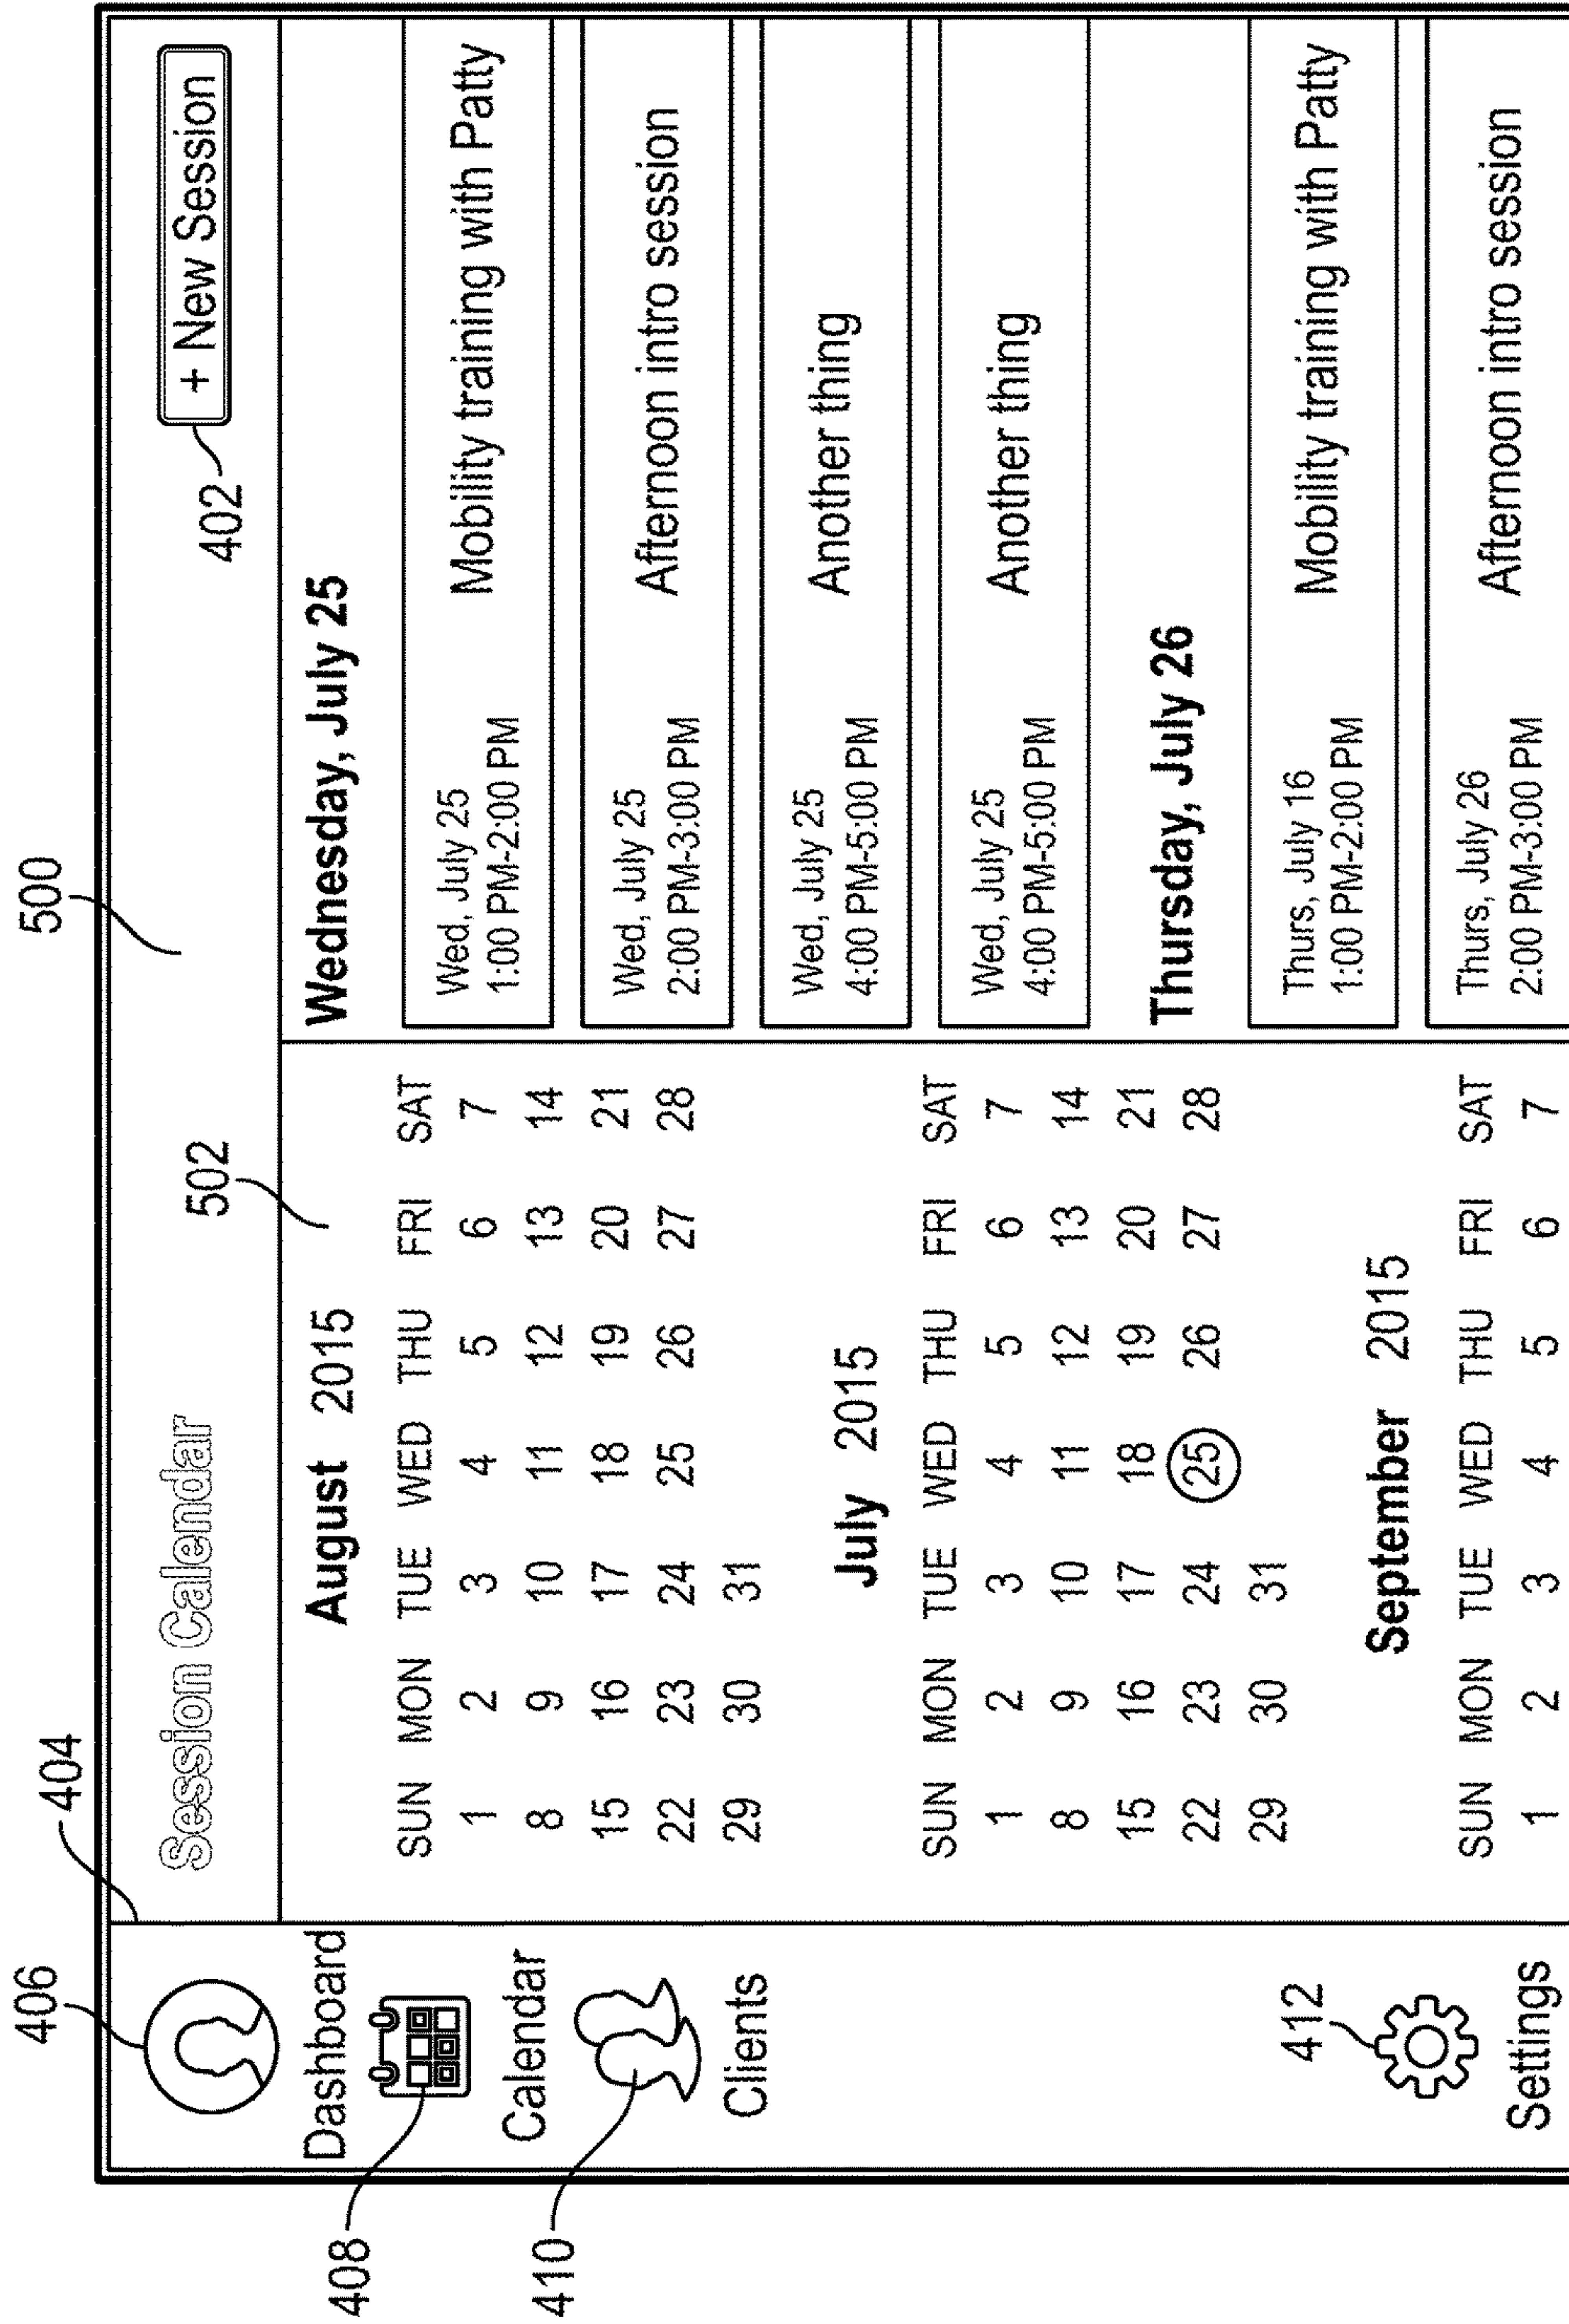 500
406
404
502
402
Session Calendar
+ New Session
Dashboard
408
Calendar
410
Clients
412
Settings
August 2015
SUN MON TUE WED THU FRI SAT
1 2 3 4 5 6 7
8 9 10 11 12 13 14
15 16 17 18 19 20 21
22 23 24 25 26 27 28
29 30 31
July 2015
SUN MON TUE WED THU FRI SAT
1 2 3 4 5 6 7
8 9 10 11 12 13 14
15 16 17 18 19 20 21
22 23 24 25 26 27 28
29 30 31
September 2015
SUN MON TUE WED THU FRI SAT
1 2 3 4 5 6 7
Wednesday, July 25
Wed, July 25
1:00 PM-2:00 PM
Mobility training with Patty
Wed, July 25
2:00 PM-3:00 PM
Afternoon intro session
Wed, July 25
4:00 PM-5:00 PM
Another thing
Wed, July 25
4:00 PM-5:00 PM
Another thing
Thursday, July 26
Thurs, July 16
1:00 PM-2:00 PM
Mobility training with Patty
Thurs, July 26
2:00 PM-3:00 PM
Afternoon intro session